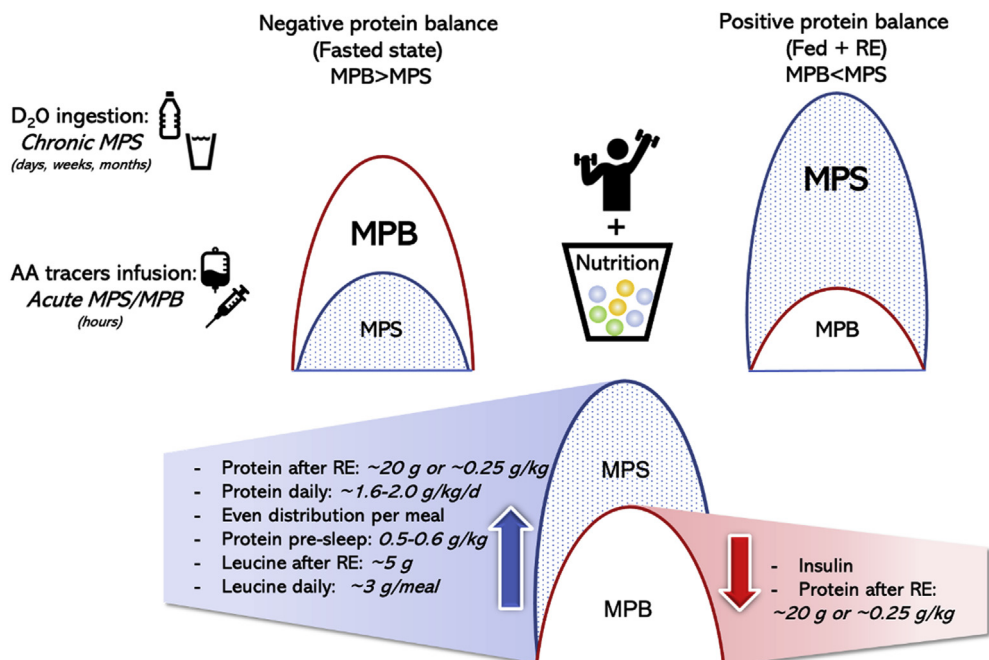 Negative protein balance
(Fasted state)
MPB>MPS
Positive protein balance
(Fed + RE)
MPB<MPS
D₂O ingestion:
Chronic MPS
(days, weeks, months)
AA tracers infusion:
Acute MPS/MPB
(hours)
MPB
MPS
+
Nutrition
MPS
MPB
- Protein after RE: ~20 g or ~0.25 g/kg
- Protein daily: ~1.6-2.0 g/kg/d
- Even distribution per meal
- Protein pre-sleep: 0.5-0.6 g/kg
- Leucine after RE: ~5 g
- Leucine daily: ~3 g/meal
MPS
MPB
- Insulin
- Protein after RE:
~20 g or ~0.25 g/kg